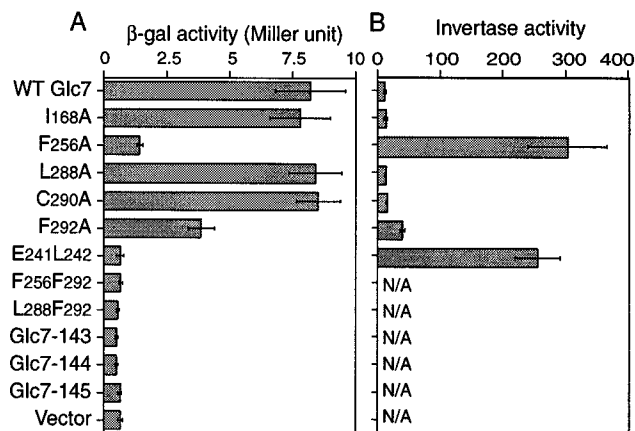 A
β-gal activity (Miller unit)
0 2.5 5 7.5 10
B
Invertase activity
0 100 200 300 400
WT Glc7
I168A
F256A
L288A
C290A
F292A
E241L242
F256F292 N/A
L288F292 N/A
Glc7-143 N/A
Glc7-144 N/A
Glc7-145 N/A
Vector N/A